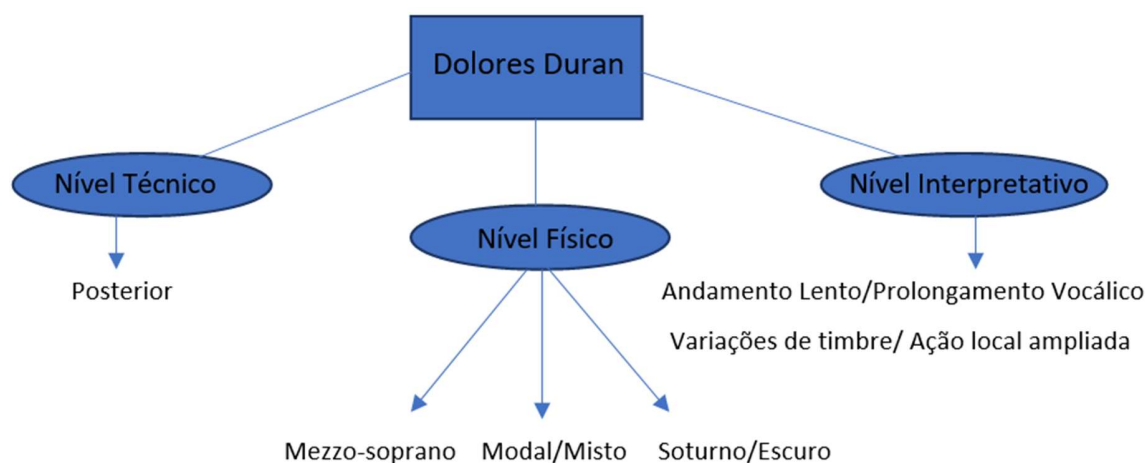 Dolores Duran
Nível Técnico
Nível Interpretativo
Nível Físico
Posterior
Andamento Lento/Prolongamento Vocálico
Variações de timbre/ Ação local ampliada
Mezzo-soprano
Modal/Misto
Soturno/Escuro